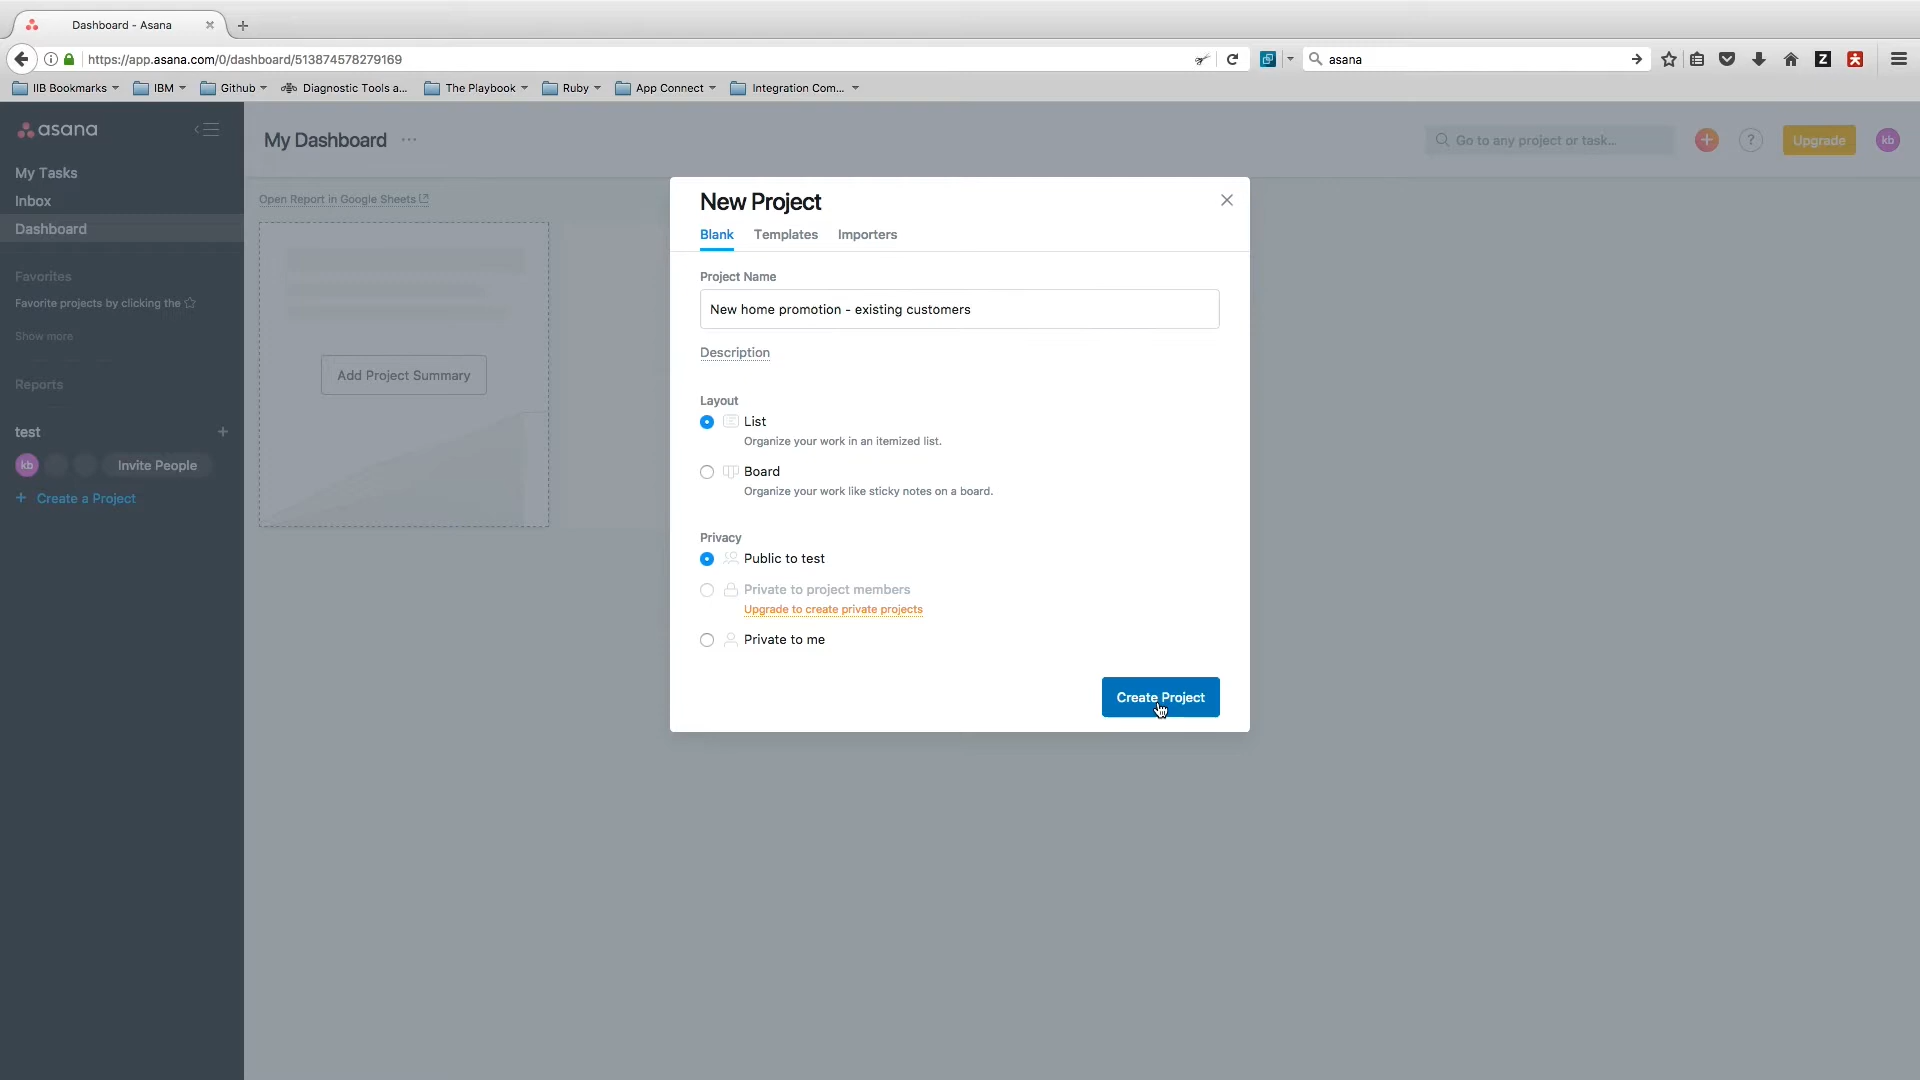 Dashboard - Asana
https://app.asana.com/0/dashboard/513874578279169
asana
IIB Bookmarks
IBM
Github
Diagnostic Tools a...
The Playbook
Ruby
App Connect
Integration Com...
asana
My Dashboard
Go to any project or task...
Upgrade
kb
My Tasks
Inbox
Dashboard
Favorites
Favorite projects by clicking the
Show more
Reports
test
kb
Invite People
Create a Project
Open Report in Google Sheets
Add Project Summary
New Project
Blank
Templates
Importers
Project Name
New home promotion - existing customers
Description
Layout
List
Organize your work in an itemized list.
Board
Organize your work like sticky notes on a board.
Privacy
Public to test
Private to project members
Upgrade to create private projects
Private to me
Create Project